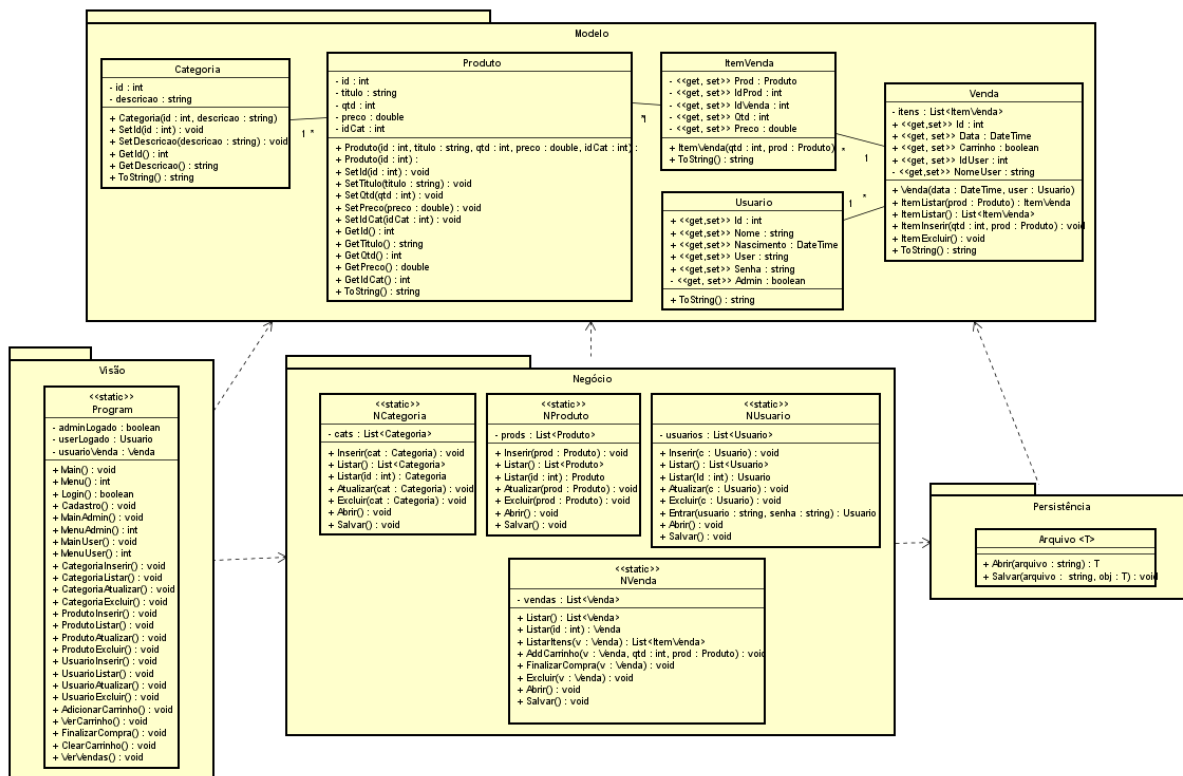 Modelo
Categoria
- id : int
- descricao : string
+ Categoria(id : int, descricao : string)
+ SetId(id : int) : void
+ SetDescricao(descricao : string) : void
+ GetId() : int
+ GetDescricao() : string
+ ToString() : string
1 *
Produto
- id : int
- titulo : string
- qtd : int
- preco : double
- idCat : int
+ Produto(id : int, titulo : string, qtd : int, preco : double, idCat : int) :
+ Produto(id : int) :
+ SetId(id : int) : void
+ SetTitulo(titulo : string) : void
+ SetQtd(qtd : int) : void
+ SetPreco(preco : double) : void
+ SetIdCat(idCat : int) : void
+ GetId() : int
+ GetTitulo() : string
+ GetQtd() : int
+ GetPreco() : double
+ GetIdCat() : int
+ ToString() : string
ItemVenda
- <<get, set>> Prod : Produto
- <<get, set>> IdProd : int
- <<get, set>> IdVenda : int
- <<get, set>> Qtd : int
- <<get, set>> Preco : double
+ ItemVenda(qtd : int, prod : Produto)
+ ToString() : string
* 1
Usuario
+ <<get,set>> Id : int
+ <<get,set>> Nome : string
+ <<get,set>> Nascimento : DateTime
+ <<get,set>> User : string
+ <<get,set>> Senha : string
- <<get, set>> Admin : boolean
+ ToString() : string
1 *
Venda
- itens : List<ItemVenda>
+ <<get,set>> Id : int
+ <<get, set>> Data : DateTime
+ <<get, set>> Carrinho : boolean
+ <<get, set>> IdUser : int
- <<get,set>> NomeUser : string
+ Venda(data : DateTime, user : Usuario)
+ ItemListar(prod : Produto) : ItemVenda
+ ItemListar() : List<ItemVenda>
+ ItemInserir(qtd : int, prod : Produto) : void
+ ItemExcluir() : void
+ ToString() : string
Visão
<<static>>
Program
- adminLogado : boolean
- userLogado : Usuario
- usuarioVenda : Venda
+ Main() : void
+ Menu() : int
+ Login() : boolean
+ Cadastro() : void
+ MainAdmin() : void
+ MenuAdmin() : int
+ MainUser() : void
+ MenuUser() : int
+ CategoriaInserir() : void
+ CategoriaListar() : void
+ CategoriaAtualizar() : void
+ CategoriaExcluir() : void
+ ProdutoInserir() : void
+ ProdutoListar() : void
+ ProdutoAtualizar() : void
+ ProdutoExcluir() : void
+ UsuarioInserir() : void
+ UsuarioListar() : void
+ UsuarioAtualizar() : void
+ UsuarioExcluir() : void
+ AdicionarCarrinho() : void
+ VerCarrinho() : void
+ FinalizarCompra() : void
+ ClearCarrinho() : void
+ VerVendas() : void
Negócio
<<static>>
NCategoria
- cats : List<Categoria>
+ Inserir(cat : Categoria) : void
+ Listar() : List<Categoria>
+ Listar(id : int) : Categoria
+ Atualizar(cat : Categoria) : void
+ Excluir(cat : Categoria) : void
+ Abrir() : void
+ Salvar() : void
<<static>>
NProduto
- prods : List<Produto>
+ Inserir(prod : Produto) : void
+ Listar() : List<Produto>
+ Listar(id : int) : Produto
+ Atualizar(prod : Produto) : void
+ Excluir(prod : Produto) : void
+ Abrir() : void
+ Salvar() : void
<<static>>
NUsuario
- usuarios : List<Usuario>
+ Inserir(c : Usuario) : void
+ Listar() : List<Usuario>
+ Listar(Id : int) : Usuario
+ Atualizar(c : Usuario) : void
+ Excluir(c : Usuario) : void
+ Entrar(usuario : string, senha : string) : Usuario
+ Abrir() : void
+ Salvar() : void
<<static>>
NVenda
- vendas : List<Venda>
+ Listar() : List<Venda>
+ Listar(id : int) : Venda
+ ListarItens(v : Venda) : List<ItemVenda>
+ AddCarrinho(v : Venda, qtd : int, prod : Produto) : void
+ FinalizarCompra(v : Venda) : void
+ Excluir(v : Venda) : void
+ Abrir() : void
+ Salvar() : void
Persistência
Arquivo <T>
+ Abrir(arquivo : string) : T
+ Salvar(arquivo : string, obj : T) : void